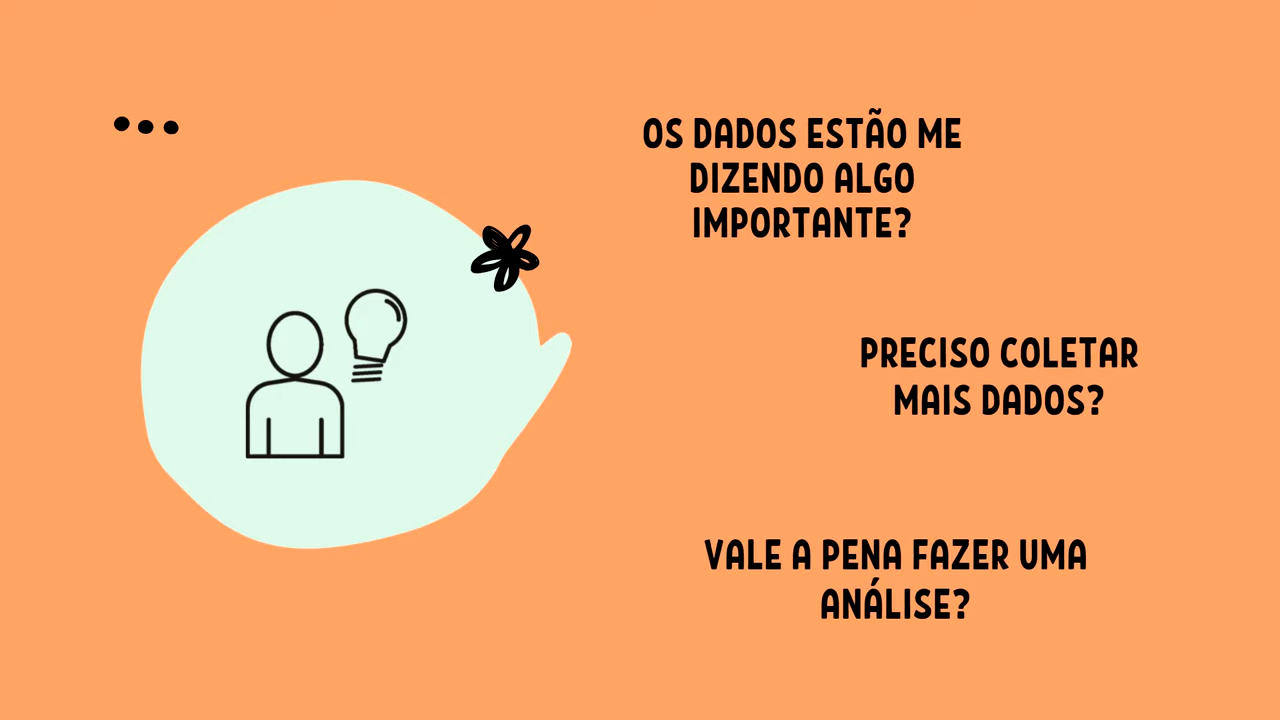 OS DADOS ESTÃO ME
DIZENDO ALGO
IMPORTANTE?
PRECISO COLETAR
MAIS DADOS?
VALE A PENA FAZER UMA
ANÁLISE?